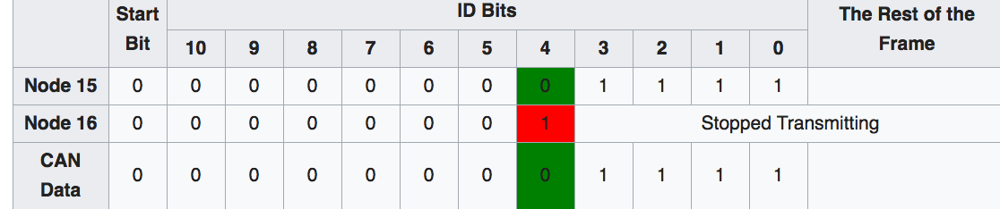 Start Bit ID Bits The Rest of the Frame
10 9 8 7 6 5 4 3 2 1 0
Node 15 0 0 0 0 0 0 0 0 1 1 1 1
Node 16 0 0 0 0 0 0 0 1 Stopped Transmitting
CAN Data 0 0 0 0 0 0 0 0 1 1 1 1